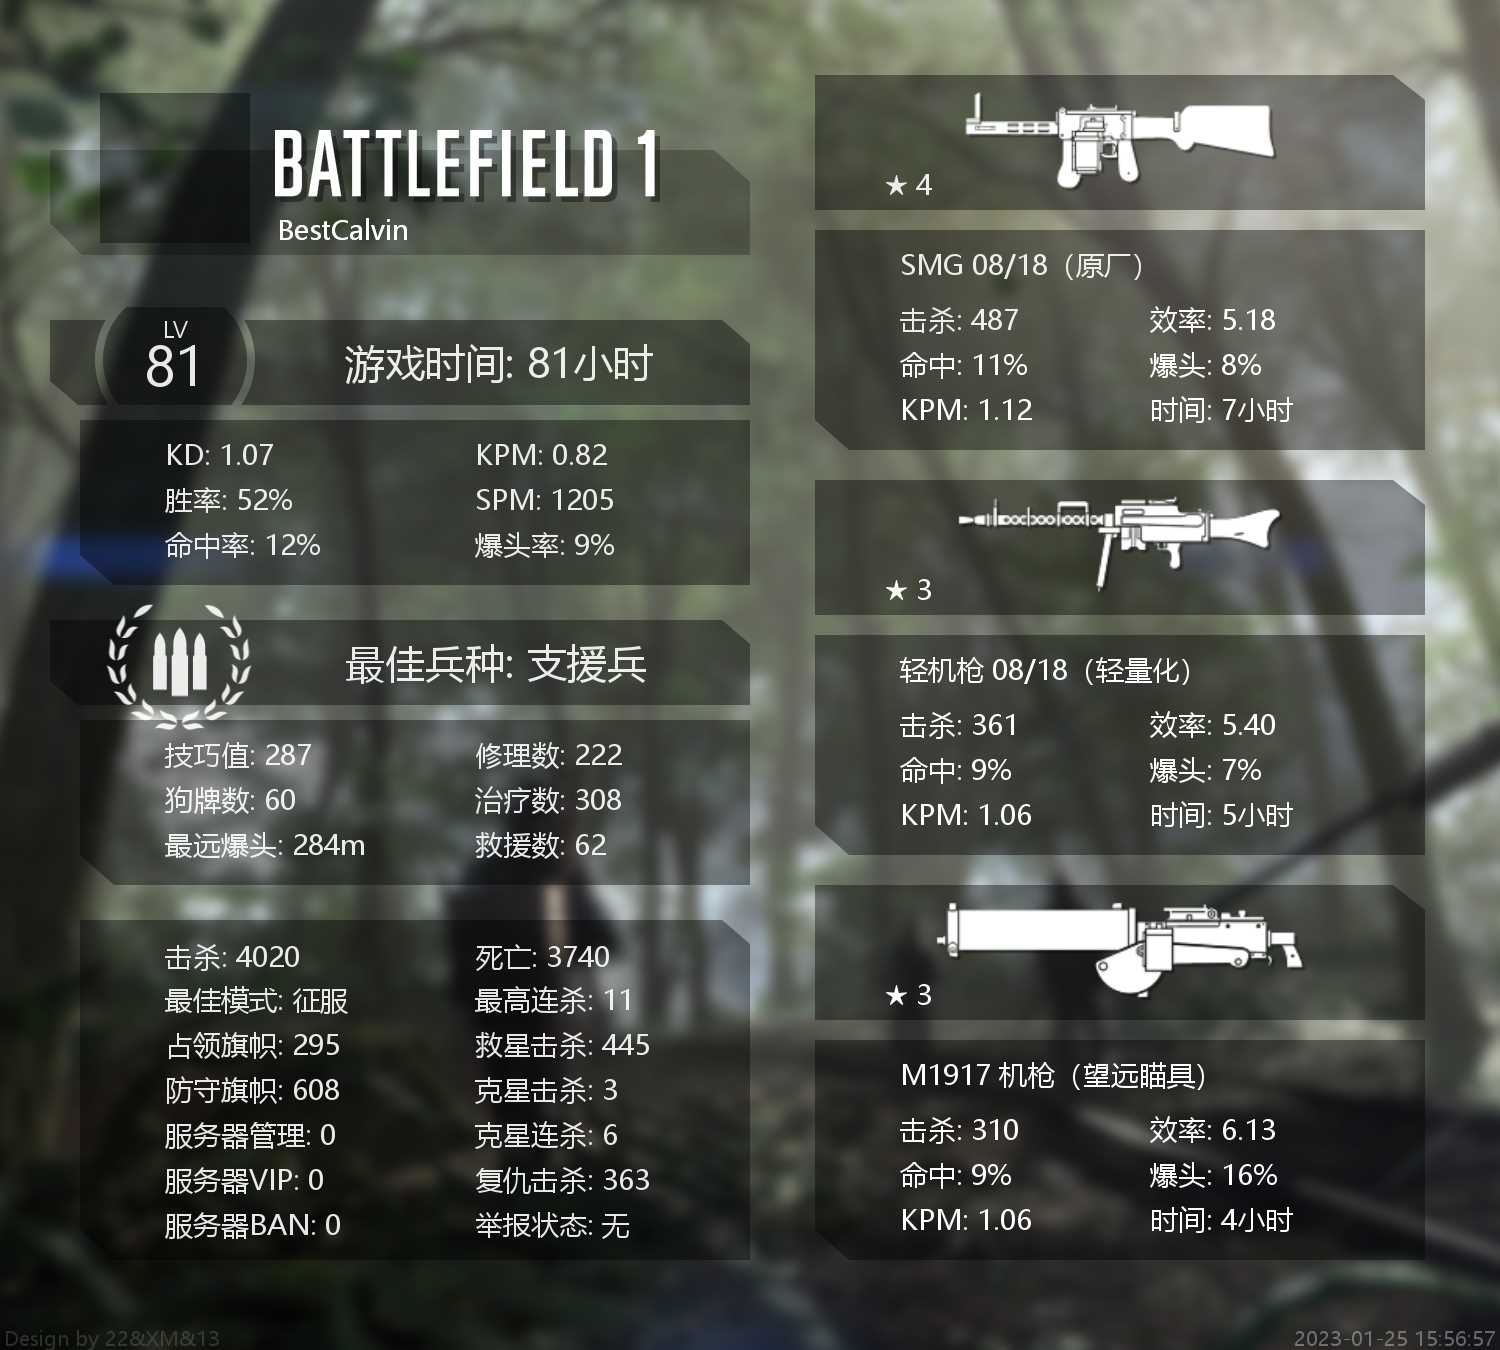 BATTLEFIELD 1
BestCalvin
LV
81
游戏时间: 81小时
KD: 1.07
KPM: 0.82
胜率: 52%
SPM: 1205
命中率: 12%
爆头率: 9%
最佳兵种: 支援兵
技巧值: 287
修理数: 222
狗牌数: 60
治疗数: 308
最远爆头: 284m
救援数: 62
击杀: 4020
死亡: 3740
最佳模式: 征服
最高连杀: 11
占领旗帜: 295
救星击杀: 445
防守旗帜: 608
克星击杀: 3
服务器管理: 0
克星连杀: 6
服务器VIP: 0
复仇击杀: 363
服务器BAN: 0
举报状态: 无
★ 4
SMG 08/18（原厂）
击杀: 487
效率: 5.18
命中: 11%
爆头: 8%
KPM: 1.12
时间: 7小时
★ 3
轻机枪 08/18（轻量化）
击杀: 361
效率: 5.40
命中: 9%
爆头: 7%
KPM: 1.06
时间: 5小时
★ 3
M1917 机枪（望远瞄具）
击杀: 310
效率: 6.13
命中: 9%
爆头: 16%
KPM: 1.06
时间: 4小时
Design by 22&XM&13
2023-01-25 15:56:57